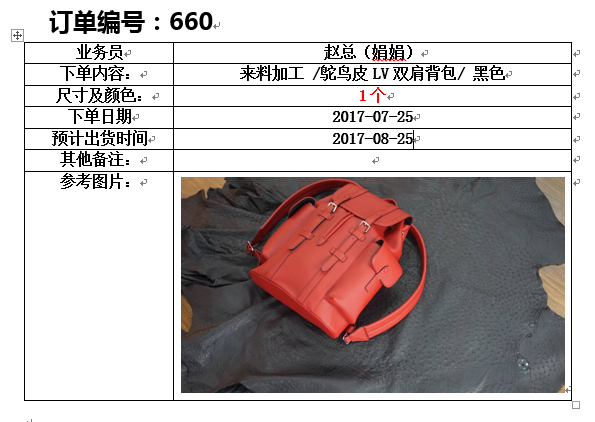 订单编号：660
业务员 赵总（娟娟）
下单内容： 来料加工 /鸵鸟皮 LV 双肩背包/ 黑色
尺寸及颜色： 1 个
下单日期 2017-07-25
预计出货时间 2017-08-25
其他备注：
参考图片：